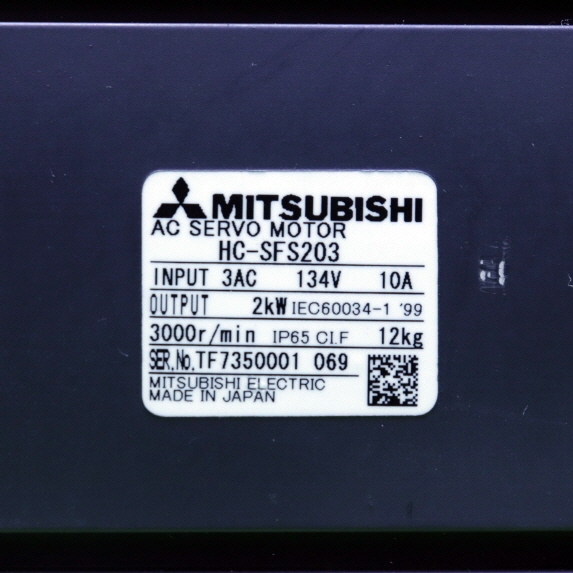 MITSUBISHI
AC SERVO MOTOR
HC-SFS203
INPUT 3AC 134V 10A
OUTPUT 2kW IEC60034-1 '99
3000r/min IP65 CI.F 12kg
SER.No.TF7350001 069
MITSUBISHI ELECTRIC
MADE IN JAPAN